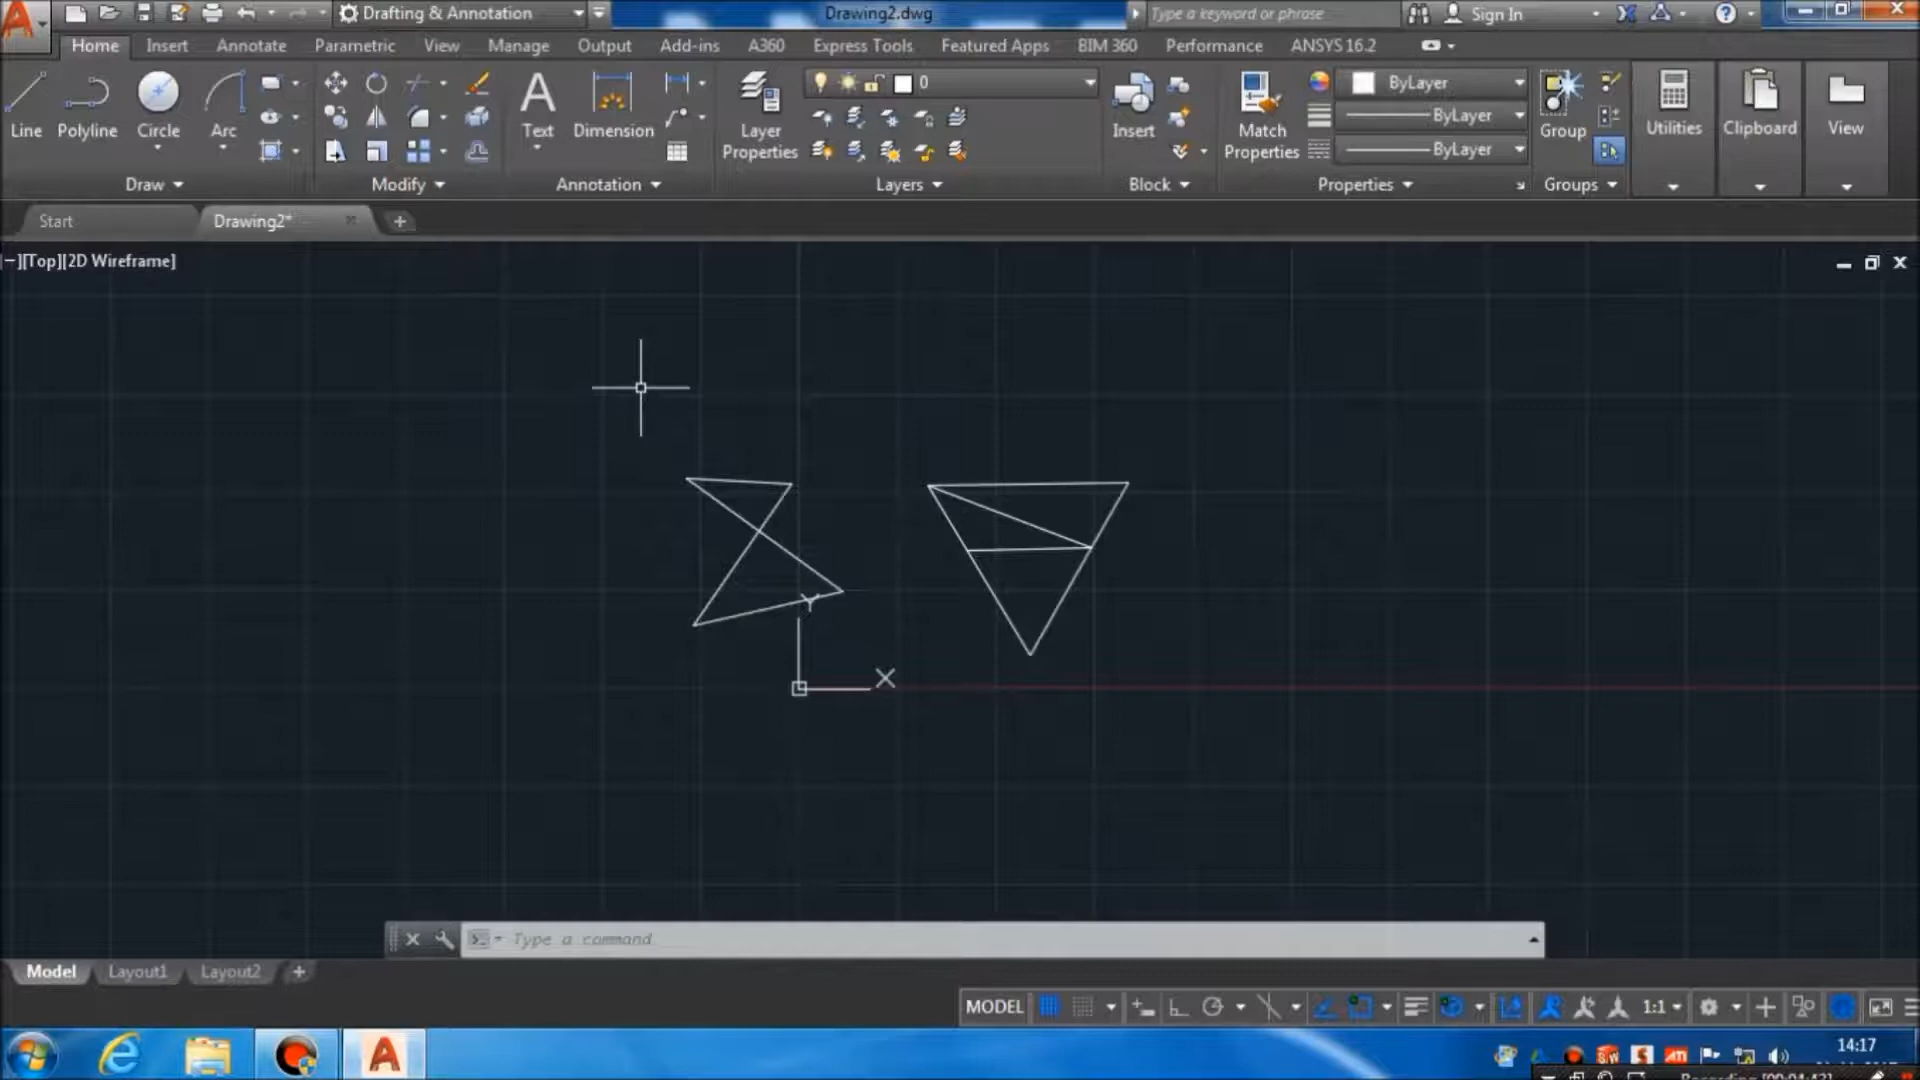 Drafting & Annotation
Drawing2.dwg
Type a keyword or phrase
Sign In
Home Insert Annotate Parametric View Manage Output Add-ins A360 Express Tools Featured Apps BIM 360 Performance ANSYS 16.2
Line Polyline Circle Arc
Text Dimension
Layer Properties
0
Insert
Match Properties
ByLayer
ByLayer
ByLayer
Group
Utilities Clipboard View
Draw Modify Annotation Layers Block Properties Groups
Start Drawing2*
[–][Top][2D Wireframe]
Y
X
Type a command
Model Layout1 Layout2 +
MODEL 1:1
14:17